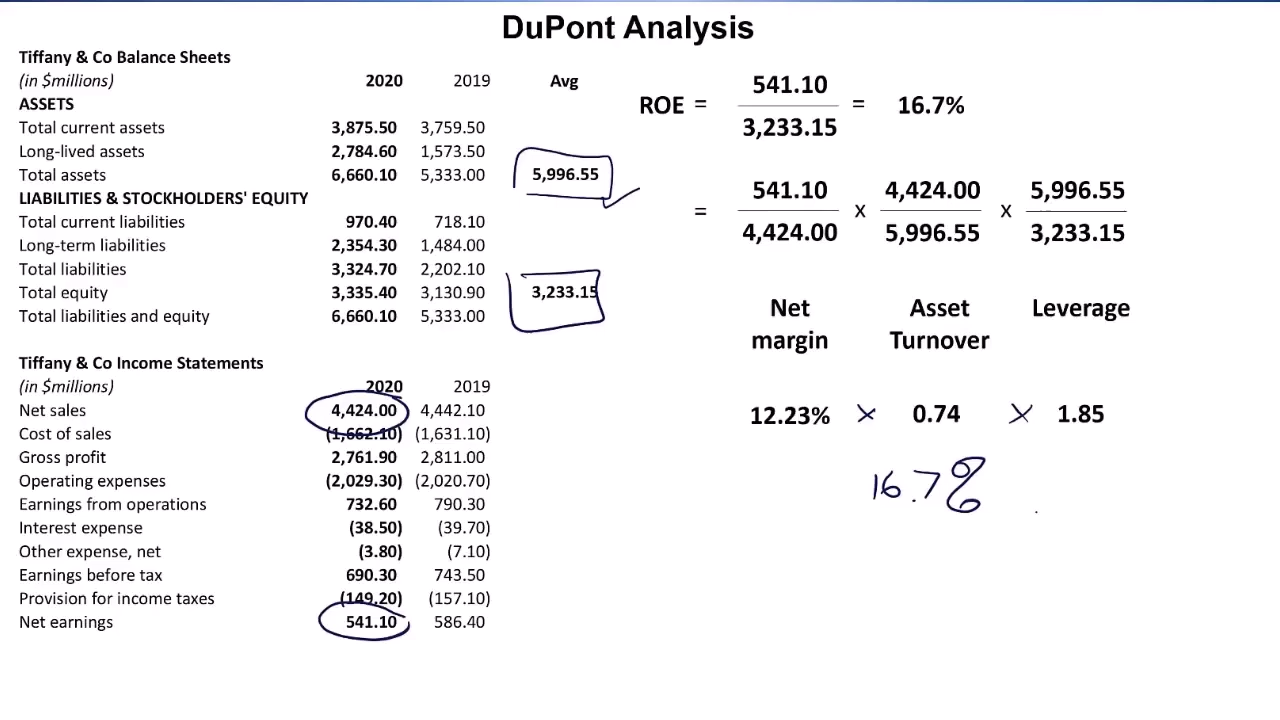 DuPont Analysis
Tiffany & Co Balance Sheets
(in $millions) 2020 2019 Avg
ASSETS
Total current assets 3,875.50 3,759.50
Long-lived assets 2,784.60 1,573.50
Total assets 6,660.10 5,333.00 5,996.55
LIABILITIES & STOCKHOLDERS' EQUITY
Total current liabilities 970.40 718.10
Long-term liabilities 2,354.30 1,484.00
Total liabilities 3,324.70 2,202.10
Total equity 3,335.40 3,130.90 3,233.15
Total liabilities and equity 6,660.10 5,333.00
Tiffany & Co Income Statements
(in $millions) 2020 2019
Net sales 4,424.00 4,442.10
Cost of sales (1,662.10) (1,631.10)
Gross profit 2,761.90 2,811.00
Operating expenses (2,029.30) (2,020.70)
Earnings from operations 732.60 790.30
Interest expense (38.50) (39.70)
Other expense, net (3.80) (7.10)
Earnings before tax 690.30 743.50
Provision for income taxes (149.20) (157.10)
Net earnings 541.10 586.40
541.10
ROE = = 16.7%
3,233.15
541.10 4,424.00 5,996.55
= x x
4,424.00 5,996.55 3,233.15
Net Asset Leverage
margin Turnover
12.23% × 0.74 × 1.85
16.7%